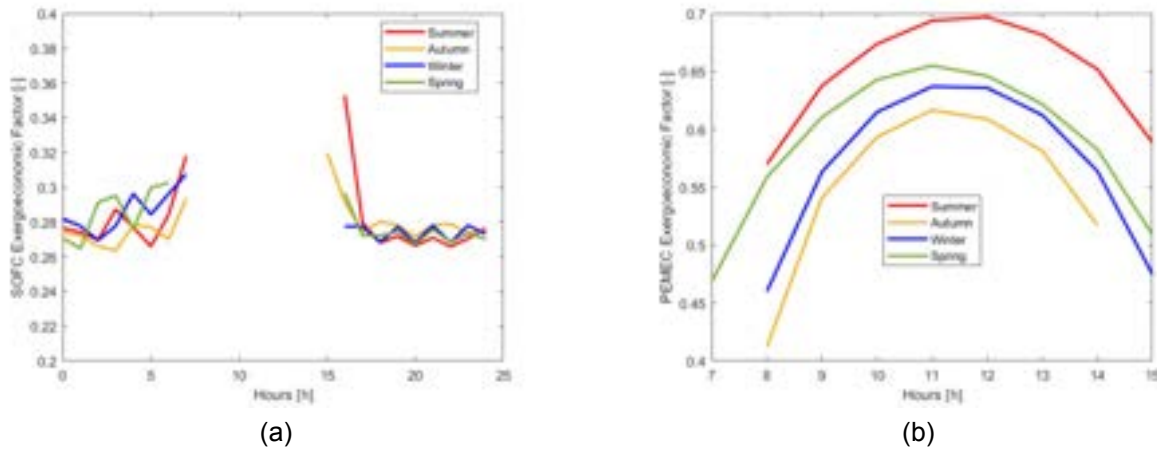 0.4
0.38
0.36
0.34
0.32
0.3
0.28
0.26
0.24
0.22
0.2
SOFC Exergoeconomic Factor [-]
Summer
Autumn
Winter
Spring
0 5 10 15 20 25
Hours [h]
(a)
0.7
0.65
0.6
0.55
0.5
0.45
0.4
PEMEC Exergoeconomic Factor [-]
Summer
Autumn
Winter
Spring
7 8 9 10 11 12 13 14 15
Hours [h]
(b)